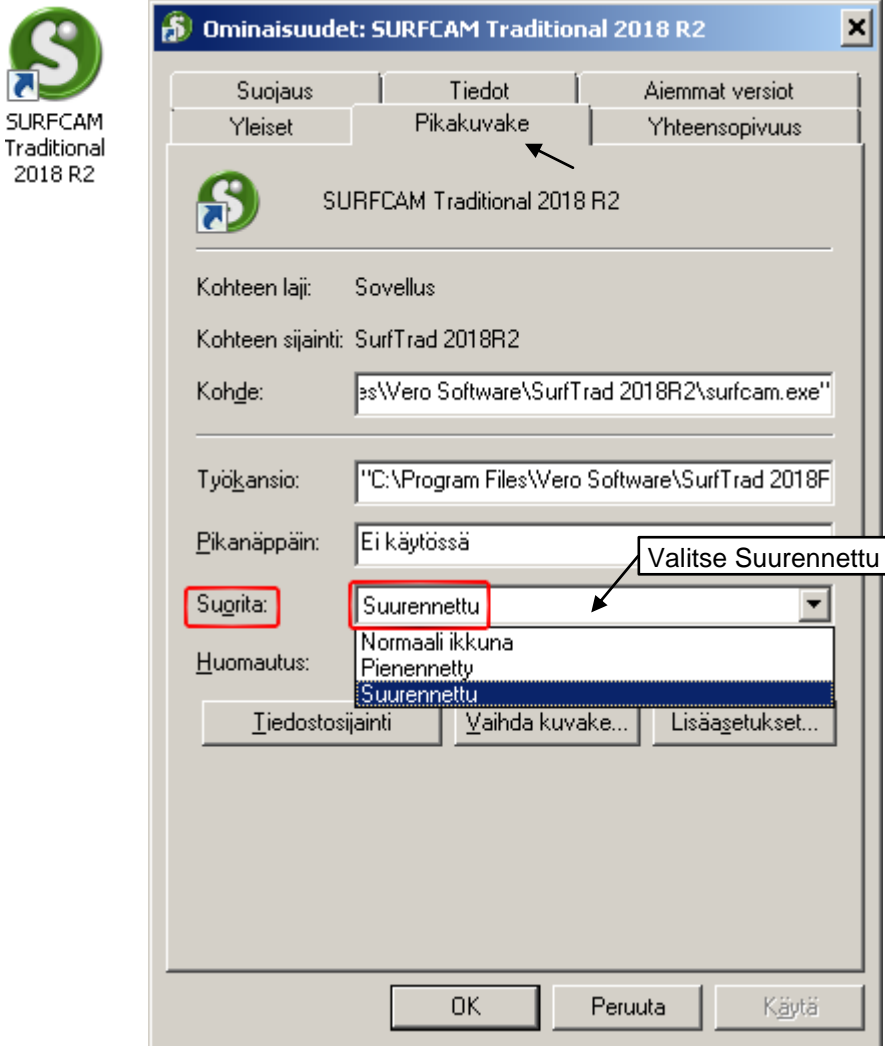 SURFCAM
Traditional
2018 R2
Ominaisuudet: SURFCAM Traditional 2018 R2
Suojaus Tiedot Aiemmat versiot
Yleiset Pikakuvake Yhteensopivuus
SURFCAM Traditional 2018 R2
Kohteen laji: Sovellus
Kohteen sijainti: SurfTrad 2018R2
Kohde: es\Vero Software\SurfTrad 2018R2\surfcam.exe"
Työkansio: "C:\Program Files\Vero Software\SurfTrad 2018F
Pikanäppäin: Ei käytössä
Valitse Suurennettu
Suorita: Suurennettu
Normaali ikkuna
Huomautus: Pienennetty
Suurennettu
Tiedostosijainti Vaihda kuvake... Lisäasetukset...
OK Peruuta Käytä